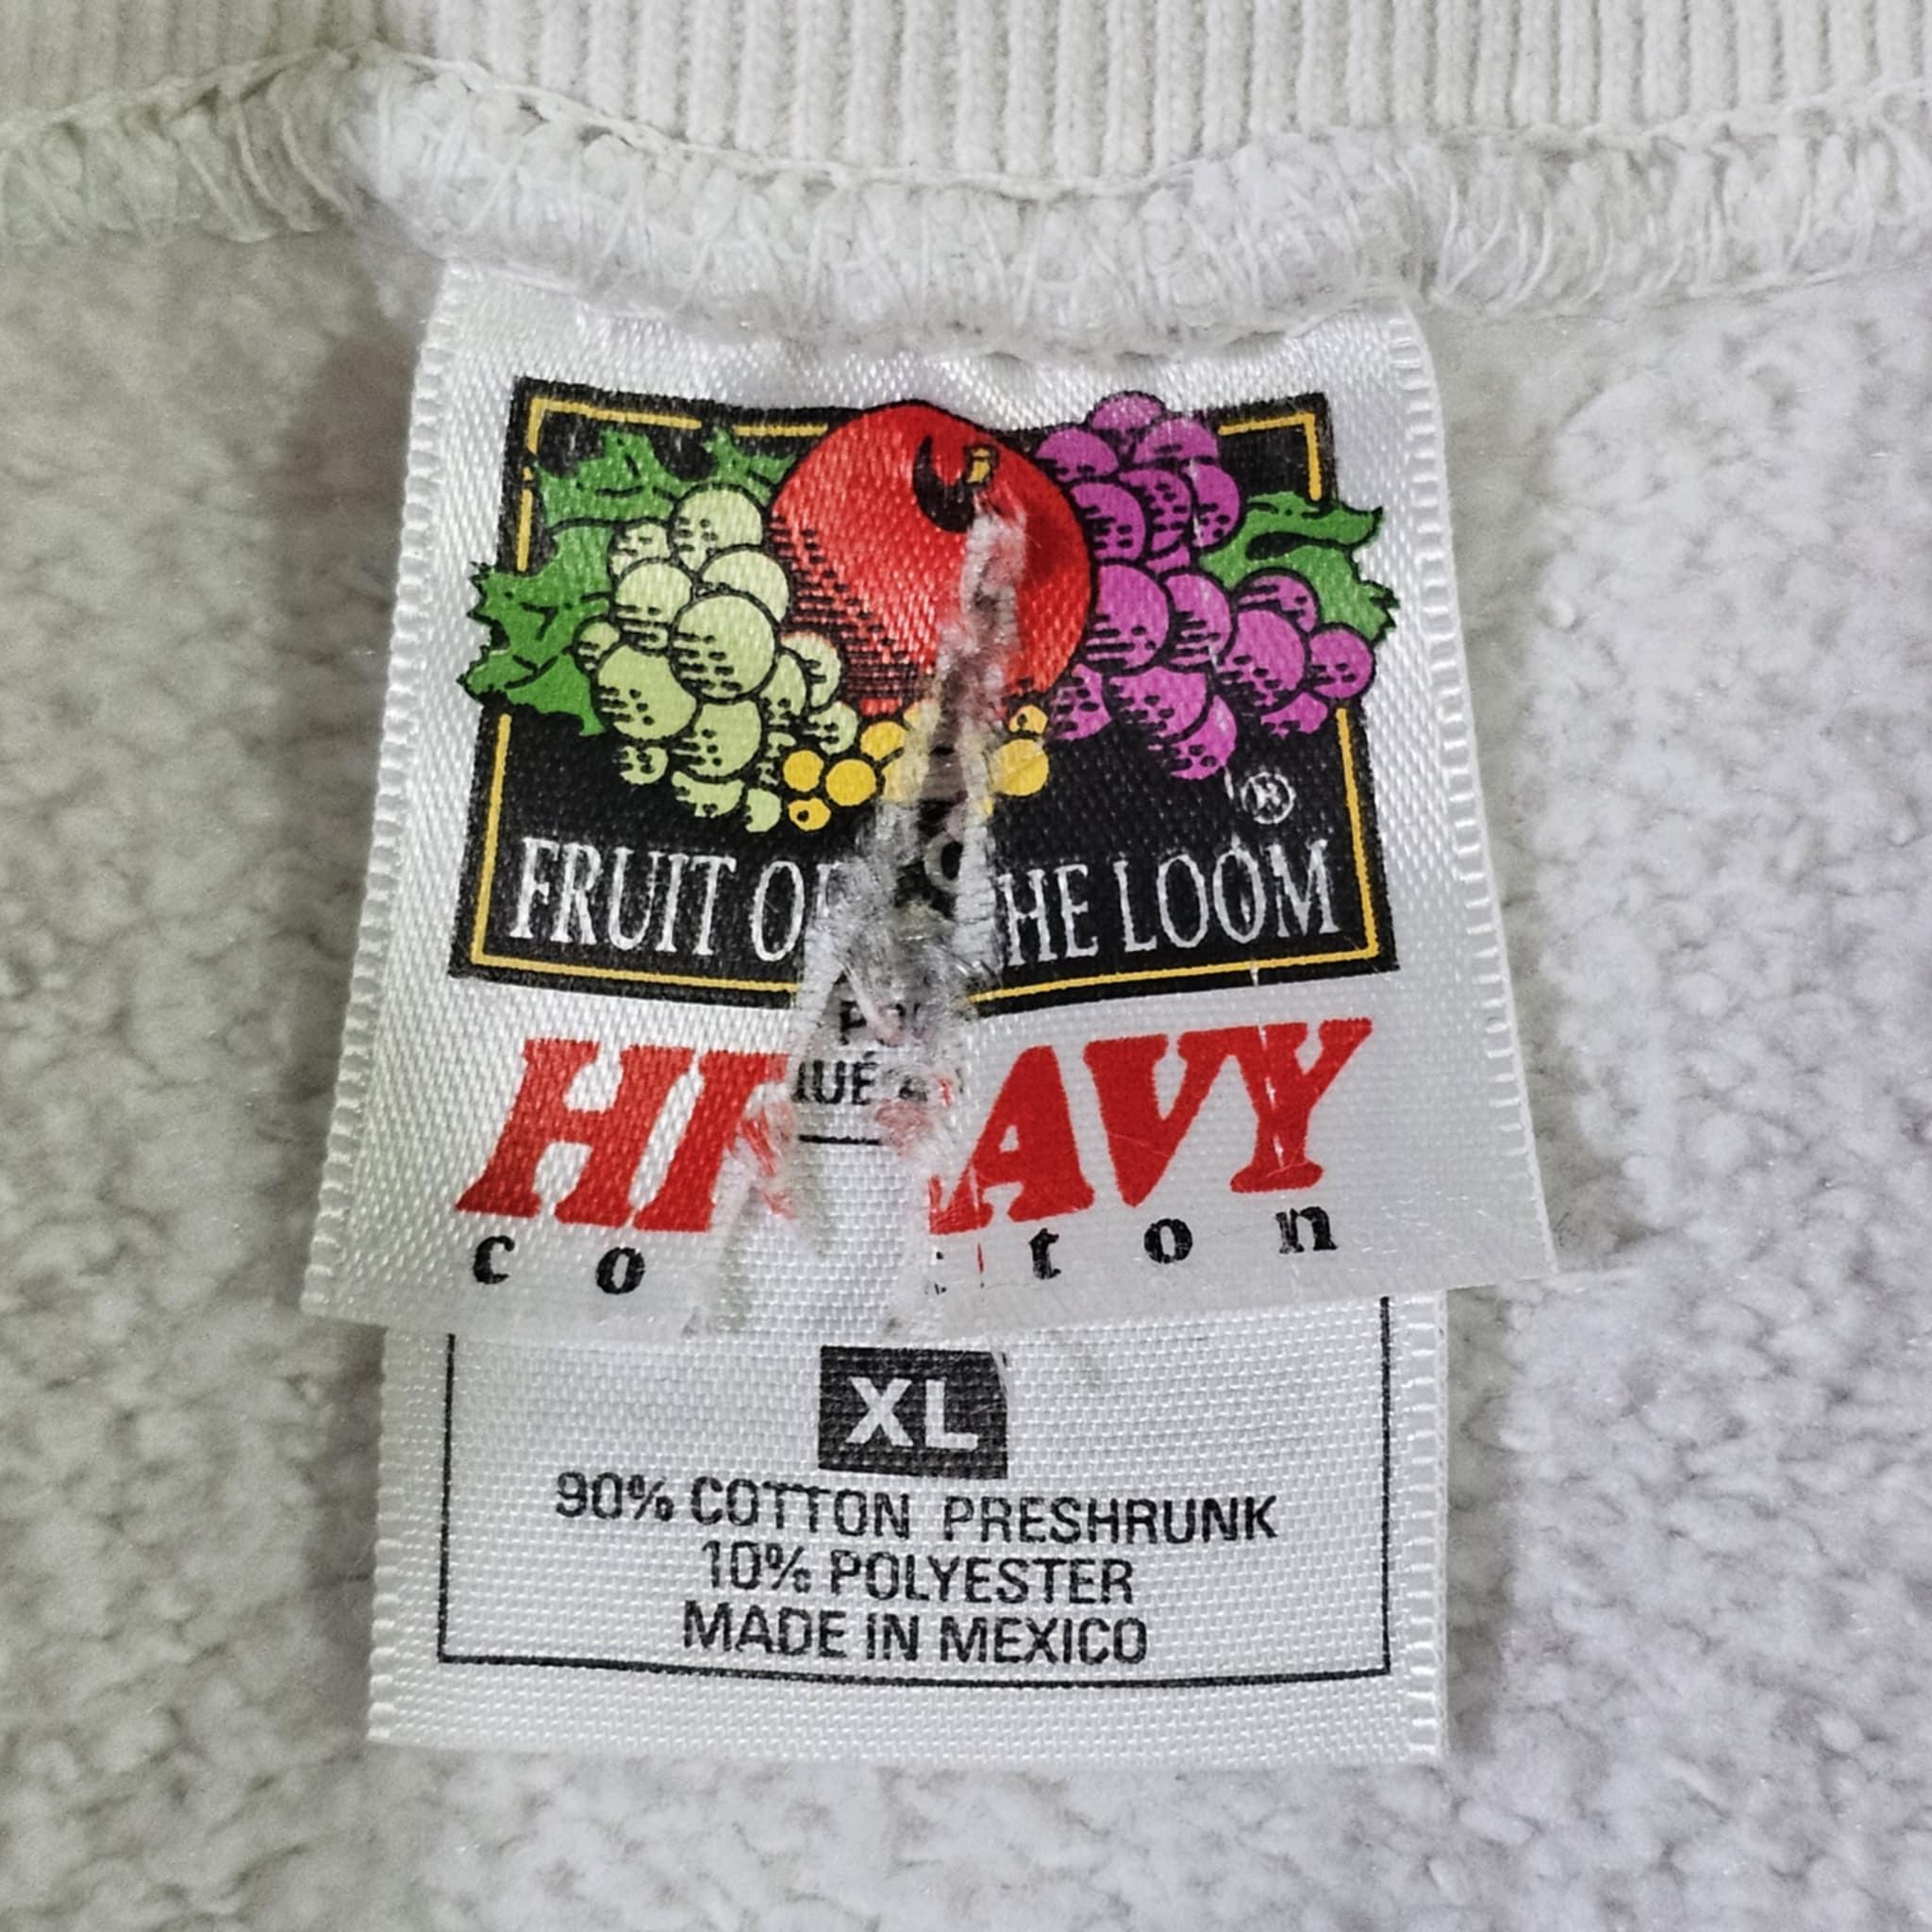 ®
FRUIT OF THE LOOM
HEAVY
cotton
XL
90% COTTON PRESHRUNK
10% POLYESTER
MADE IN MEXICO